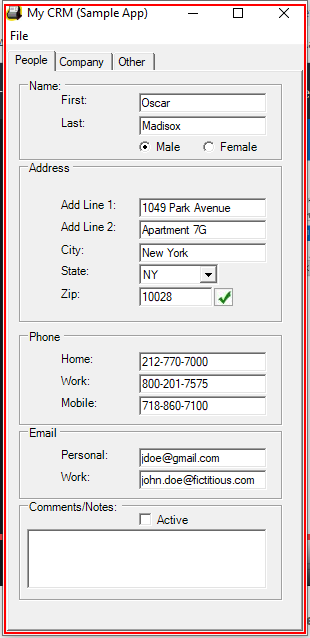 My CRM (Sample App)
File
People Company Other
Name:
First: Oscar
Last: Madisox
Male Female
Address
Add Line 1: 1049 Park Avenue
Add Line 2: Apartment 7G
City: New York
State: NY
Zip: 10028
Phone
Home: 212-770-7000
Work: 800-201-7575
Mobile: 718-860-7100
Email
Personal: jdoe@gmail.com
Work: john.doe@fictitious.com
Comments/Notes:
Active